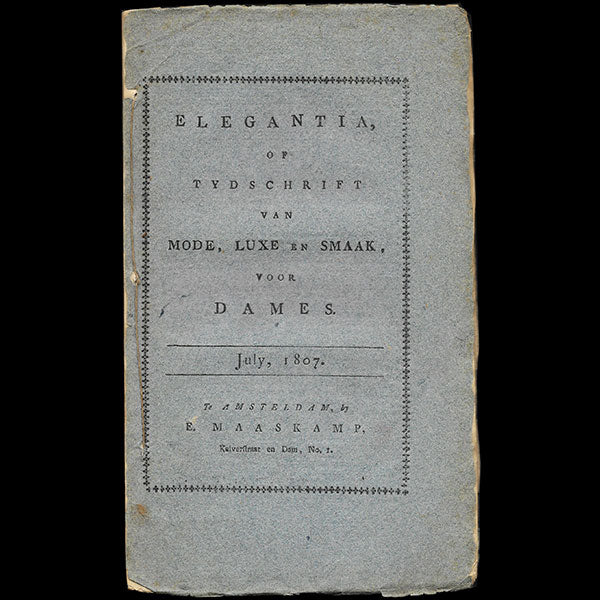 ELEGANTIA,
OF
TYDSCHRIFT
VAN
MODE, LUXE EN SMAAK,
VOOR
DAMES.
July, 1807.
Te AMSTELDAM, by
E. MAASKAMP,
Kalverſtraat en Dam, No. 1.